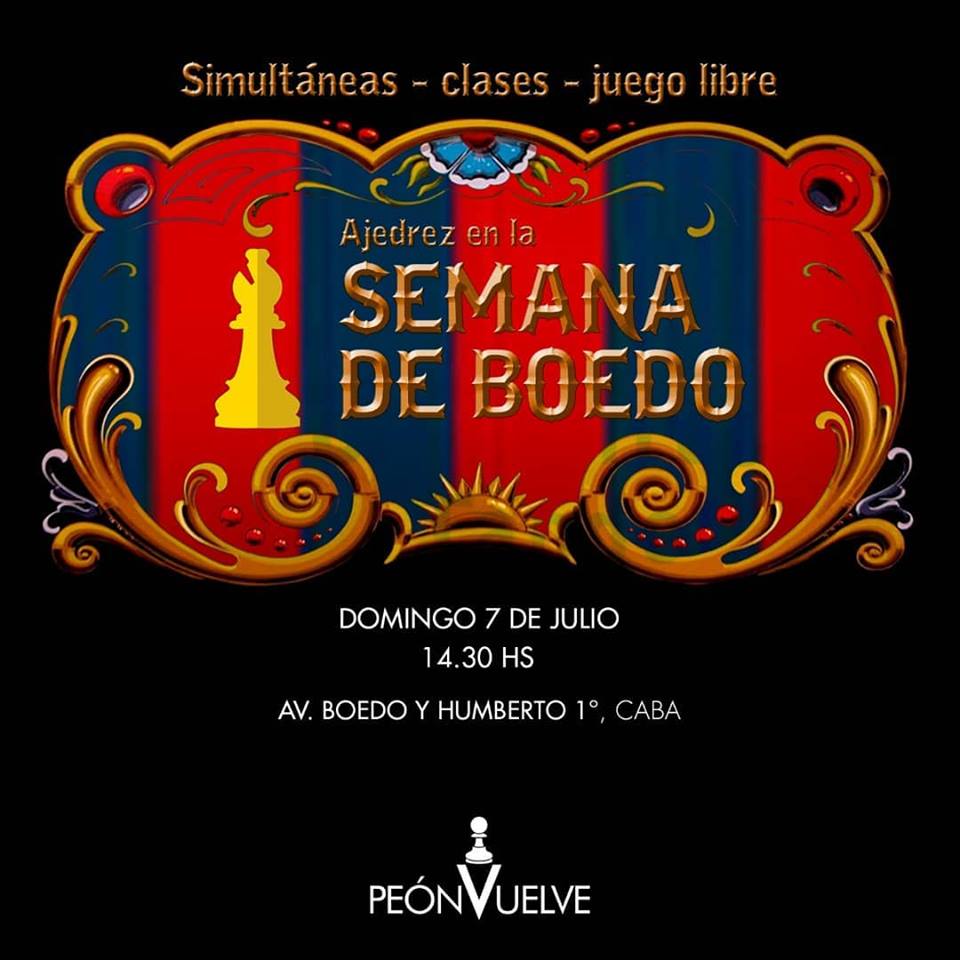 Simultáneas - clases - juego libre
Ajedrez en la
SEMANA
DE BOEDO
DOMINGO 7 DE JULIO
14.30 HS
AV. BOEDO Y HUMBERTO 1°, CABA
PEÓNVUELVE